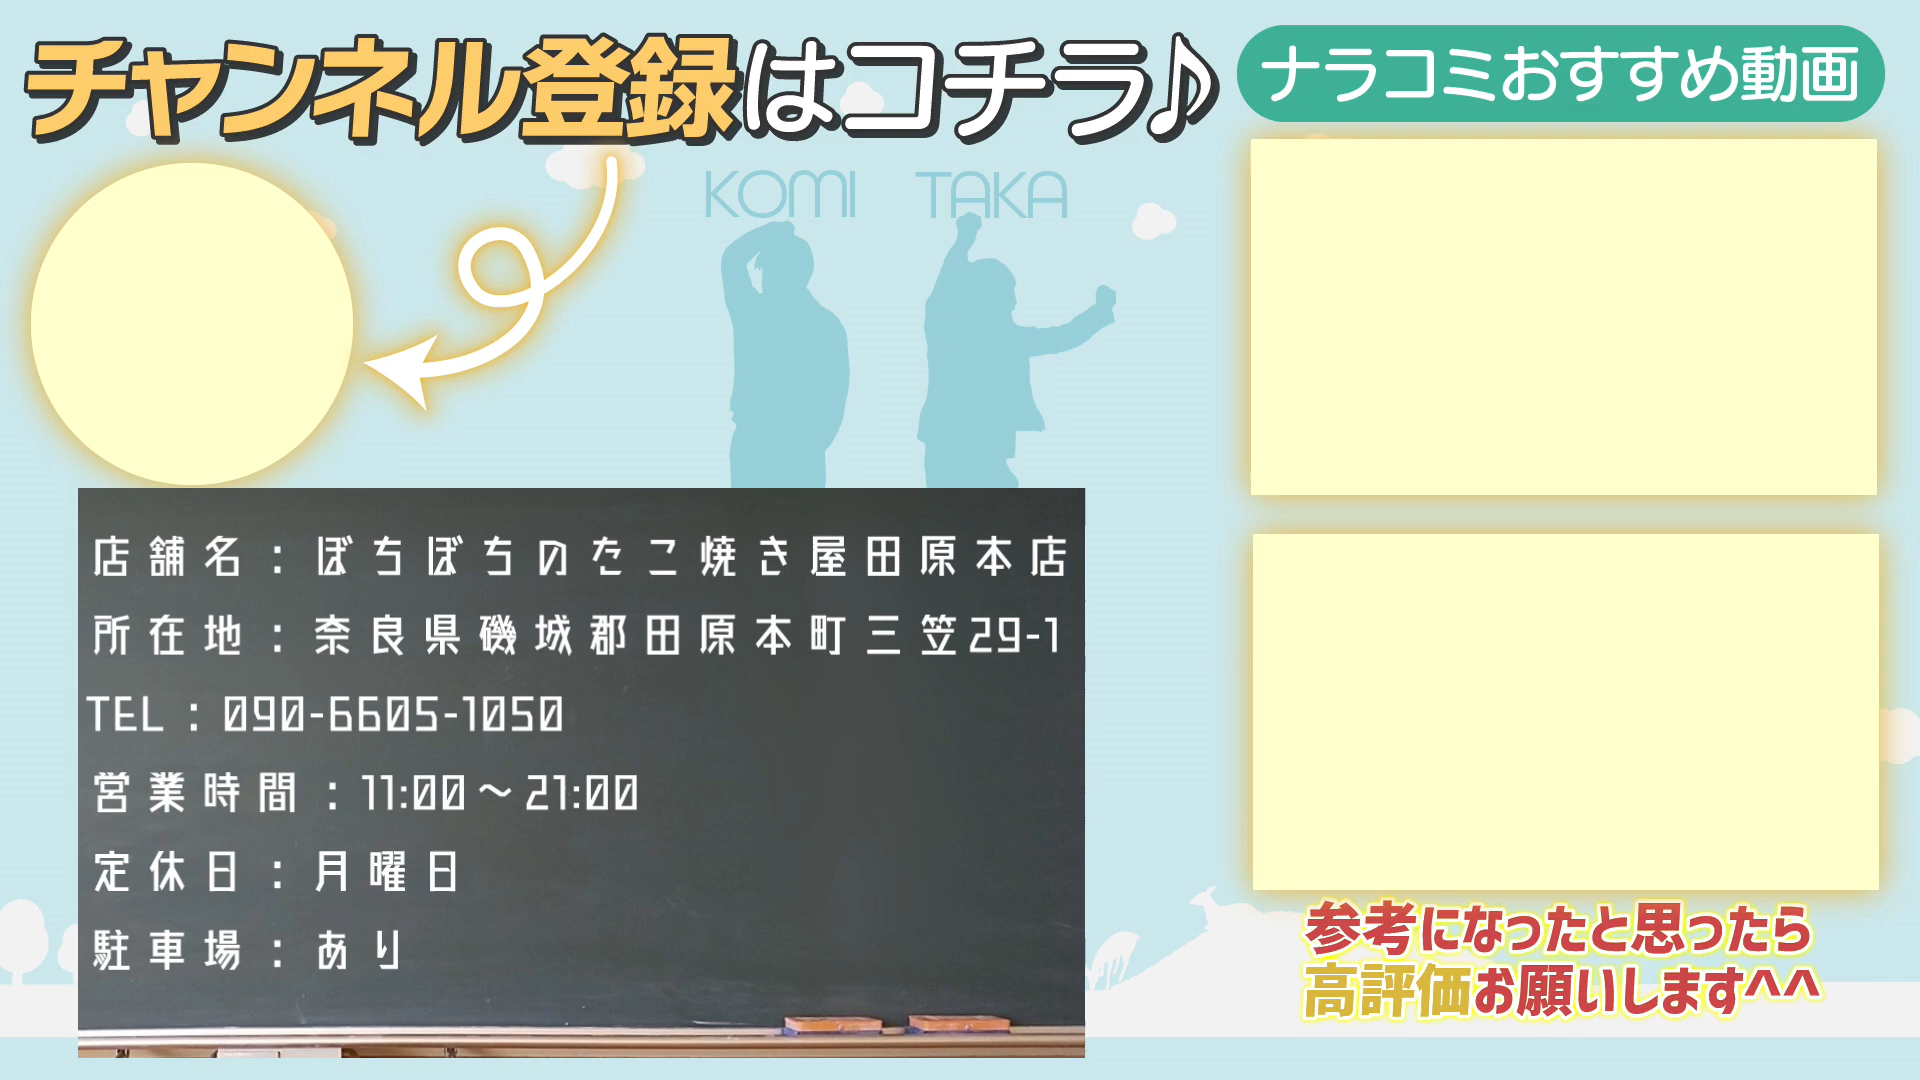 チャンネル登録はコチラ♪
ナラコミおすすめ動画
KOMI TAKA
店舗名：ぼちぼちのたこ焼き屋田原本店
所在地：奈良県磯城郡田原本町三笠29-1
TEL：090-6605-1050
営業時間：11:00～21:00
定休日：月曜日
駐車場：あり
参考になったと思ったら
高評価お願いします^^